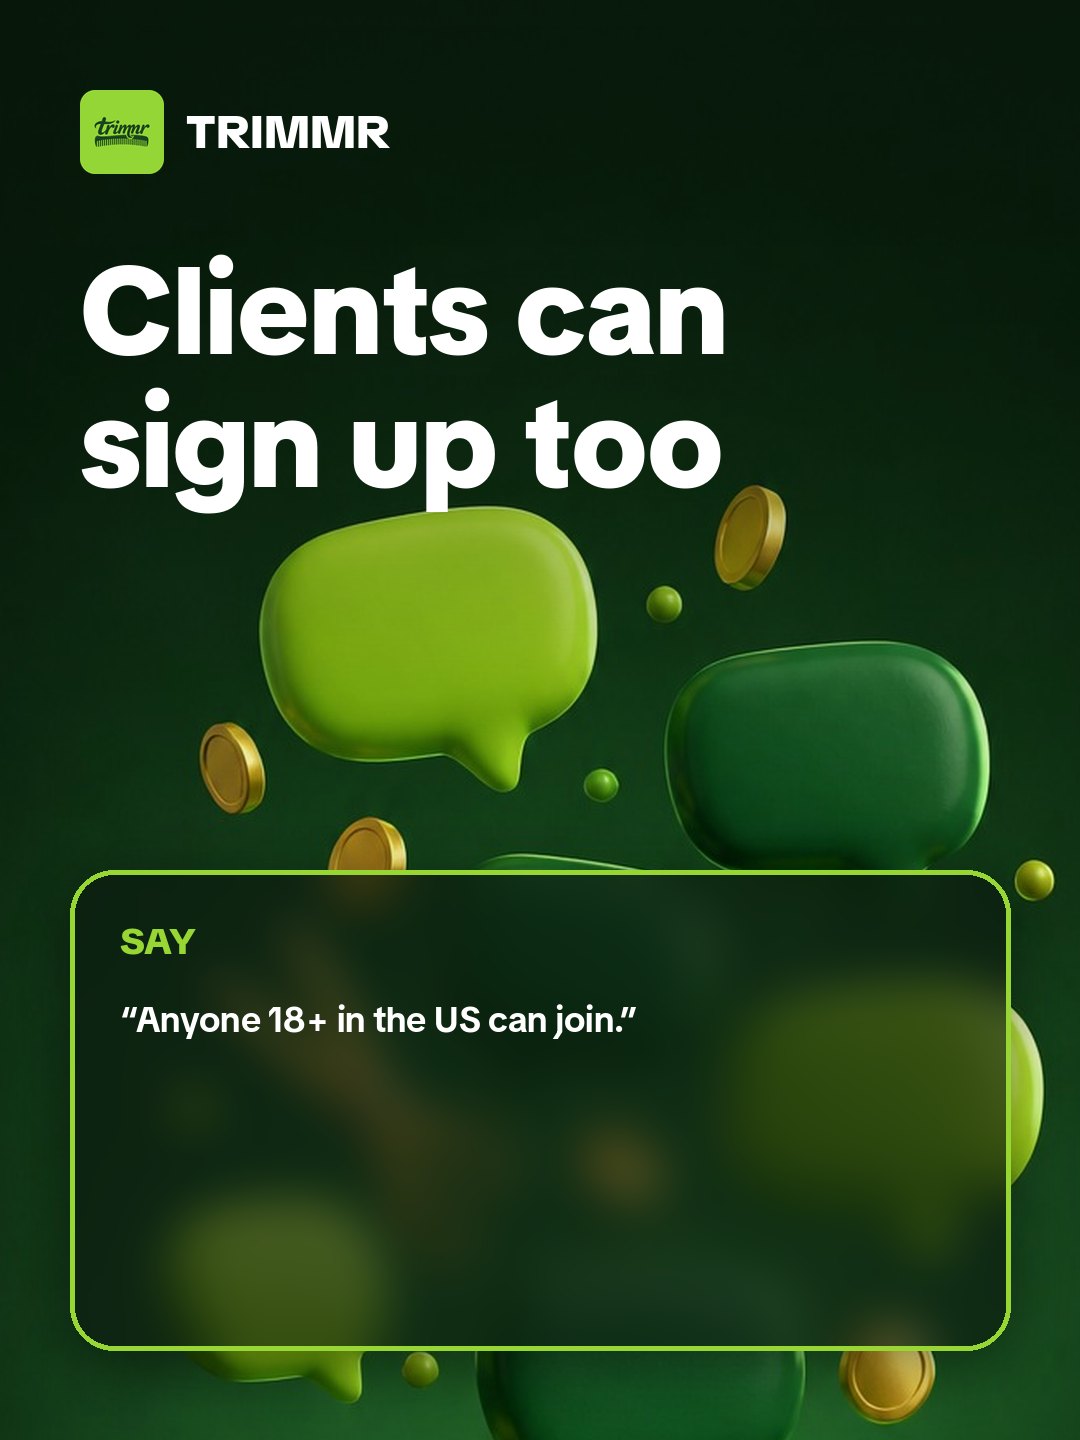 trimmr
TRIMMR
Clients can
sign up too
SAY
“Anyone 18+ in the US can join.”